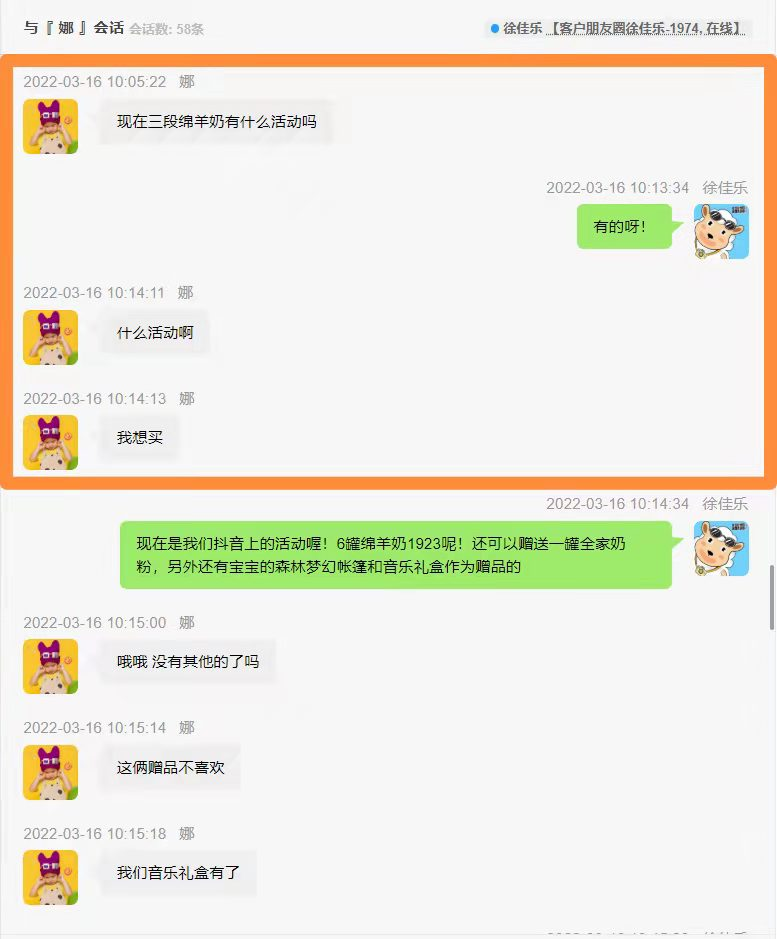 与『 娜 』会话 会话数: 58条
徐佳乐 【客户朋友圈徐佳乐-1974, 在线】
2022-03-16 10:05:22 娜
现在三段绵羊奶有什么活动吗
2022-03-16 10:13:34 徐佳乐
有的呀！
2022-03-16 10:14:11 娜
什么活动啊
2022-03-16 10:14:13 娜
我想买
2022-03-16 10:14:34 徐佳乐
现在是我们抖音上的活动喔！6罐绵羊奶1923呢！还可以赠送一罐全家奶
粉，另外还有宝宝的森林梦幻帐篷和音乐礼盒作为赠品的
2022-03-16 10:15:00 娜
哦哦 没有其他的了吗
2022-03-16 10:15:14 娜
这俩赠品不喜欢
2022-03-16 10:15:18 娜
我们音乐礼盒有了